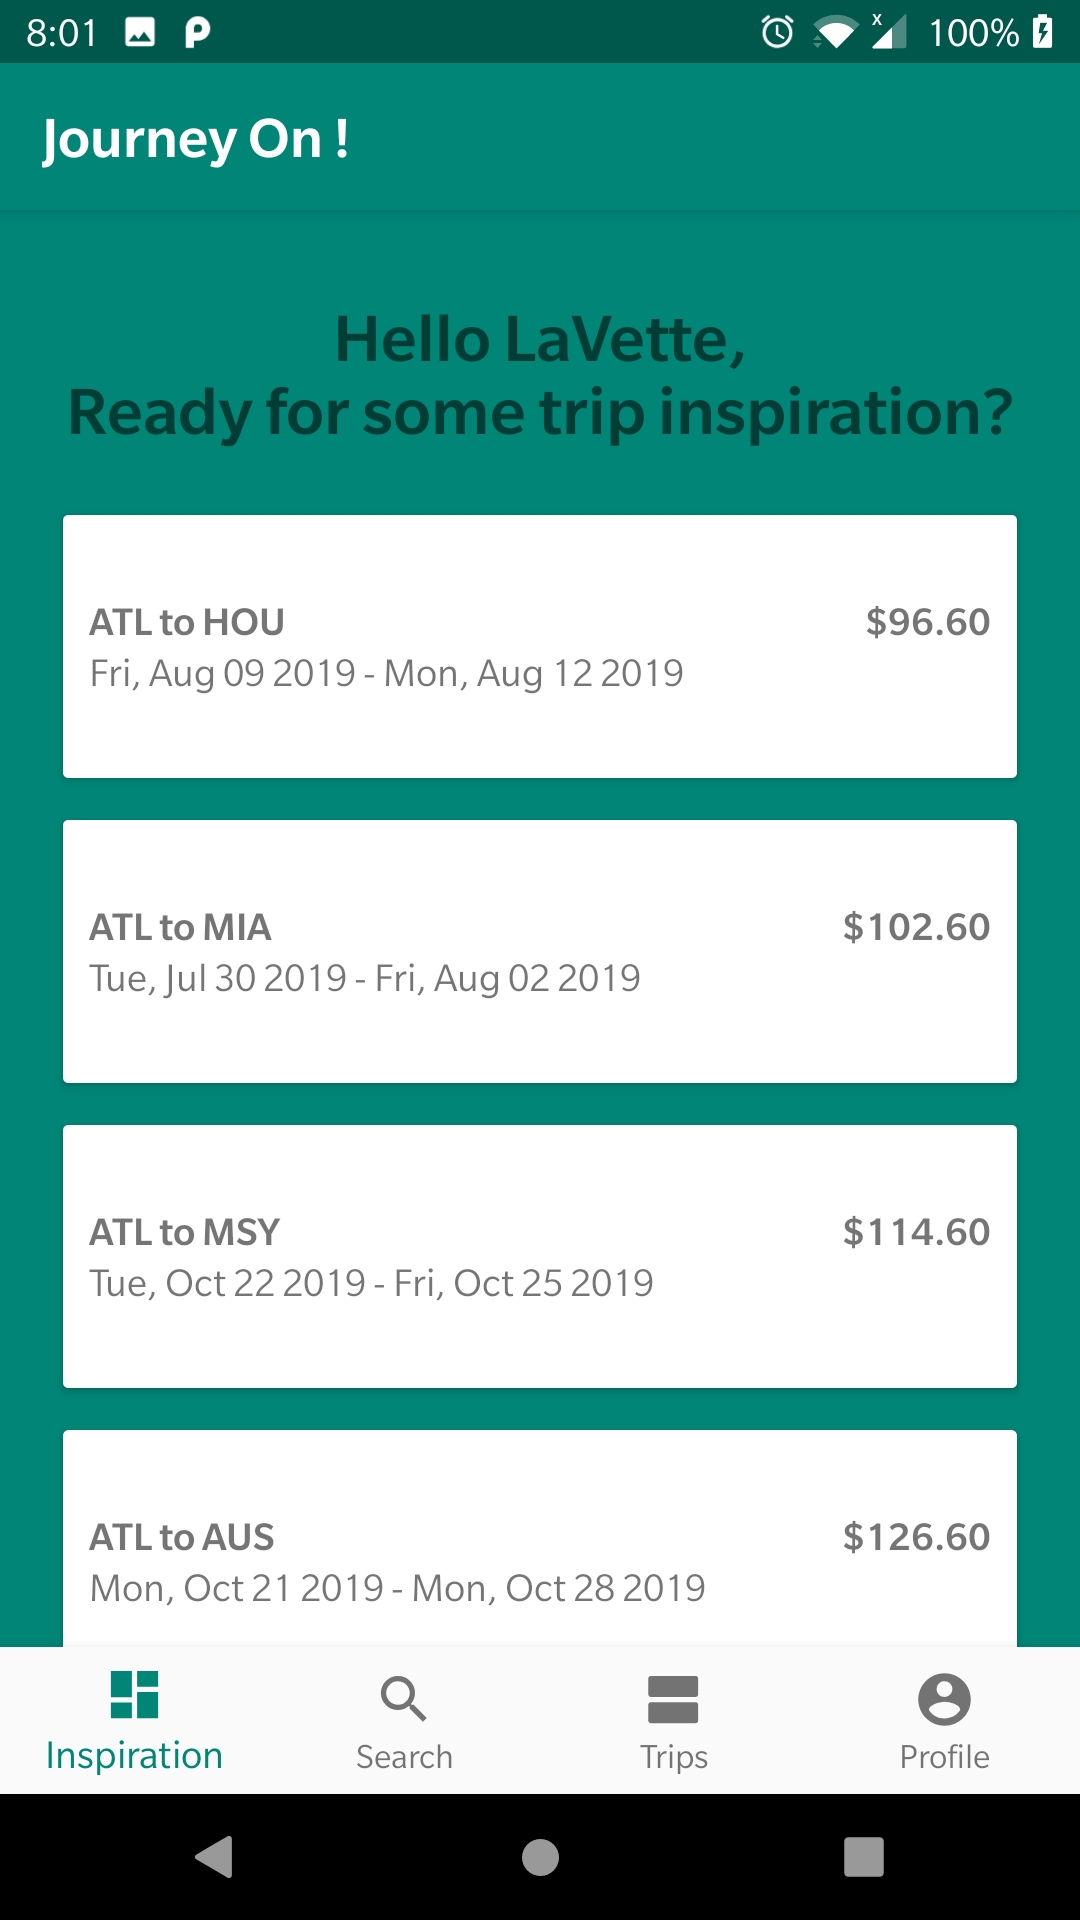 8:01 100%
Journey On !
Hello LaVette,
Ready for some trip inspiration?
ATL to HOU $96.60
Fri, Aug 09 2019 - Mon, Aug 12 2019
ATL to MIA $102.60
Tue, Jul 30 2019 - Fri, Aug 02 2019
ATL to MSY $114.60
Tue, Oct 22 2019 - Fri, Oct 25 2019
ATL to AUS $126.60
Mon, Oct 21 2019 - Mon, Oct 28 2019
Inspiration Search Trips Profile